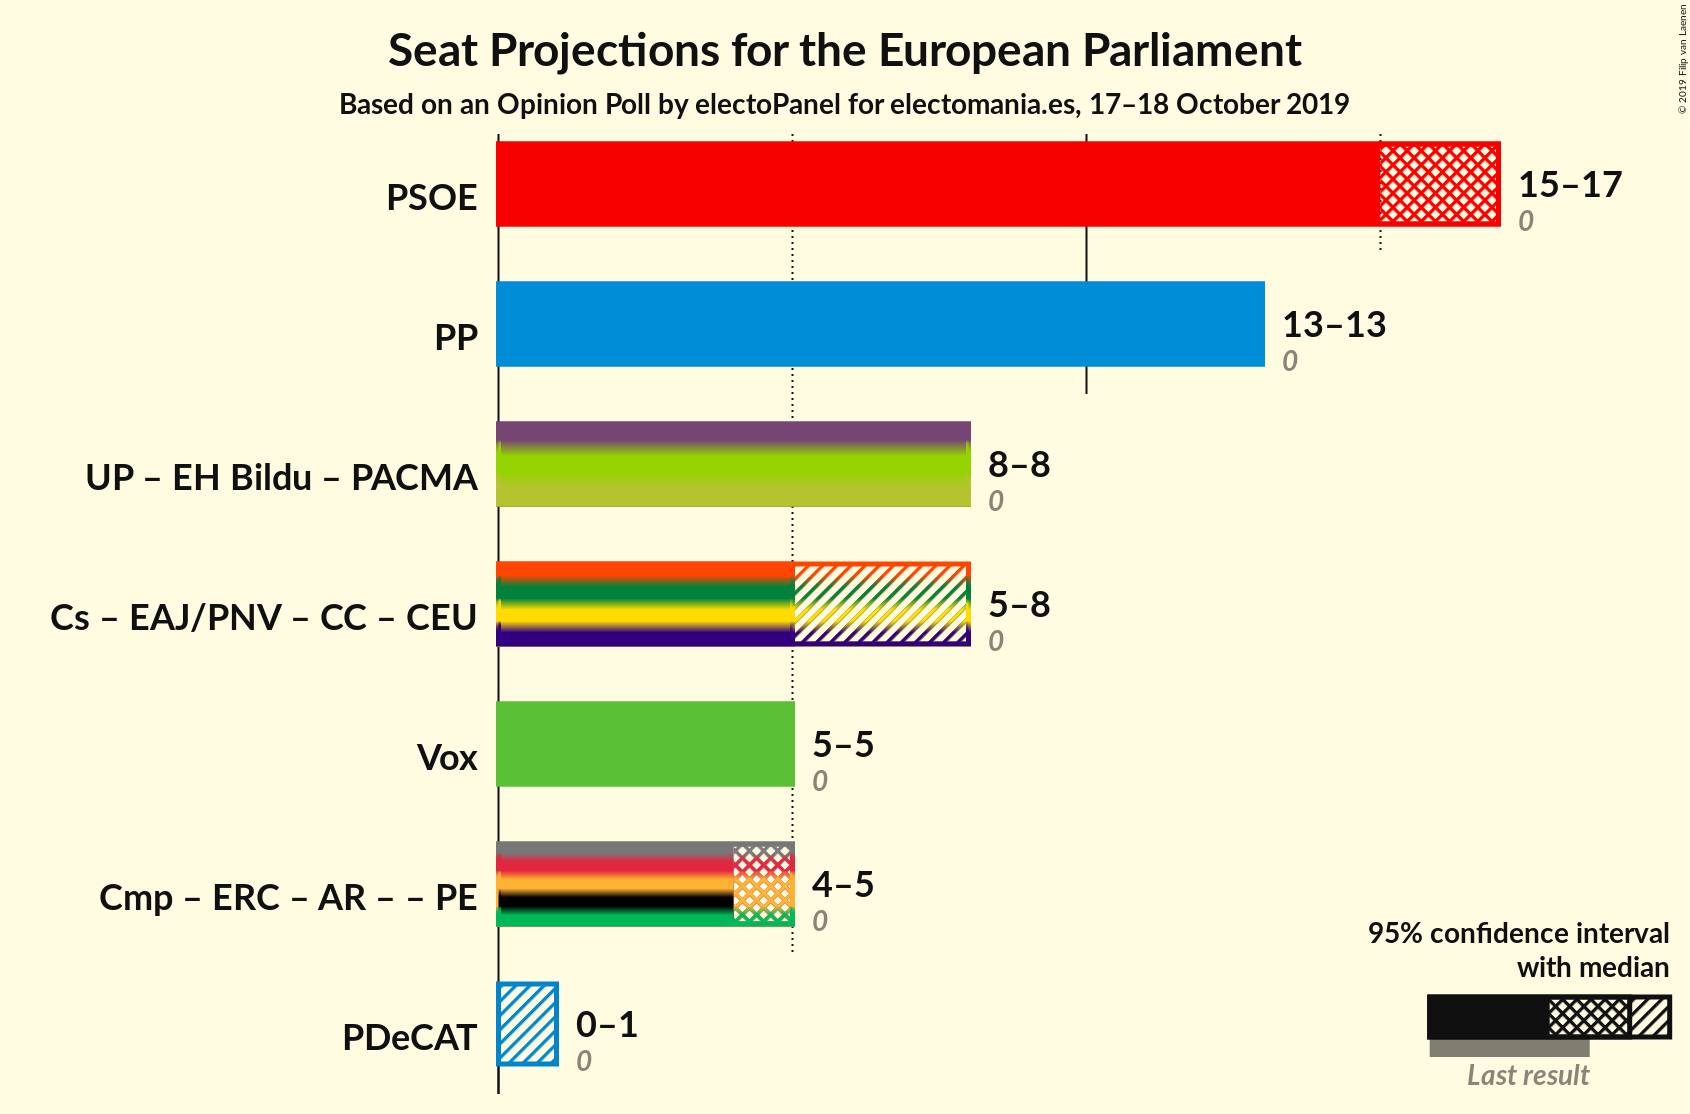 Seat Projections for the European Parliament
Based on an Opinion Poll by electoPanel for electomania.es, 17–18 October 2019
© 2019 Filip van Laenen
PSOE
15–17
0
PP
13–13
0
UP – EH Bildu – PACMA
8–8
0
Cs – EAJ/PNV – CC – CEU
5–8
0
Vox
5–5
0
Cmp – ERC – AR – – PE
4–5
0
PDeCAT
0–1
0
95% confidence interval
with median
Last result